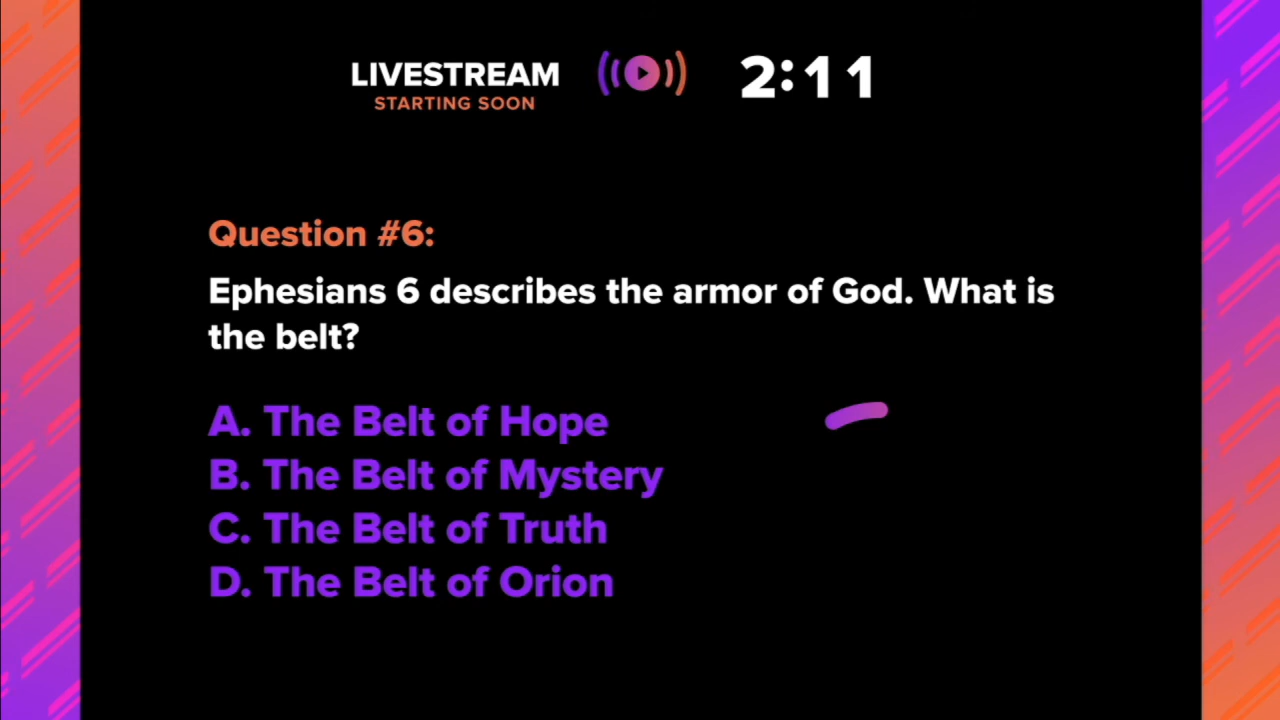 LIVESTREAM
STARTING SOON
2:11
Question #6:
Ephesians 6 describes the armor of God. What is
the belt?
A. The Belt of Hope
B. The Belt of Mystery
C. The Belt of Truth
D. The Belt of Orion